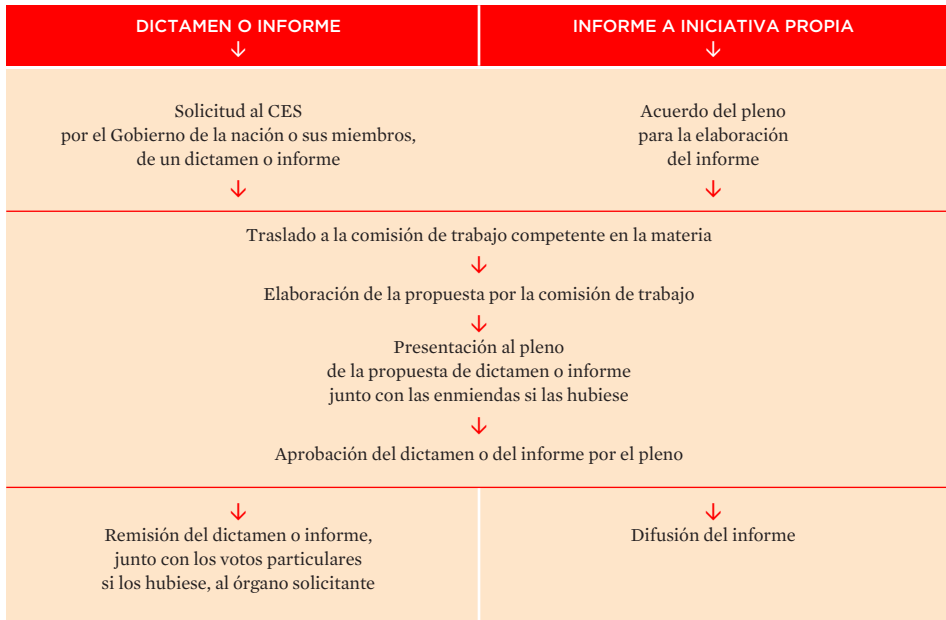 DICTAMEN O INFORME
↓
INFORME A INICIATIVA PROPIA
↓
Solicitud al CES
por el Gobierno de la nación o sus miembros,
de un dictamen o informe
↓
Acuerdo del pleno
para la elaboración
del informe
↓
Traslado a la comisión de trabajo competente en la materia
↓
Elaboración de la propuesta por la comisión de trabajo
↓
Presentación al pleno
de la propuesta de dictamen o informe
junto con las enmiendas si las hubiese
↓
Aprobación del dictamen o del informe por el pleno
↓
Remisión del dictamen o informe,
junto con los votos particulares
si los hubiese, al órgano solicitante
↓
Difusión del informe